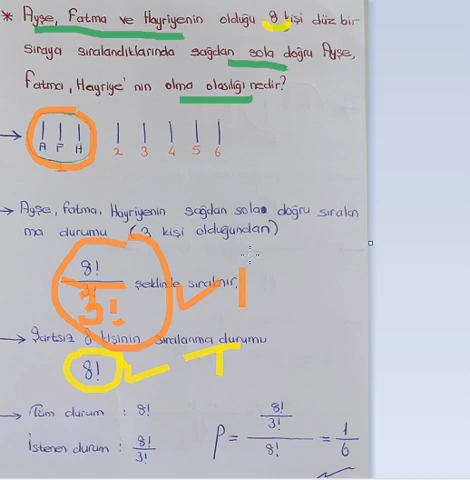 * Ayşe, Fatma ve Hayriyenin olduğu 8 kişi düz bir
sıraya sıralandıklarında sağdan sola doğru Ayşe,
Fatma, Hayriye'nin olma olasılığı nedir?
→ | | | | | | | |
A F H 2 3 4 5 6
→ Ayşe, Fatma, Hayriyenin sağdan sola doğru sıralan
ma durumu (3 kişi olduğundan)
8!
3! şeklinde sıralanır. 1
3!
→ Şartsız 8 kişinin sıralanma durumu
8! T
→ Tüm durum : 8!
İstenen durum : 8!/3!
P = (8!/3!)/8! = 1/6